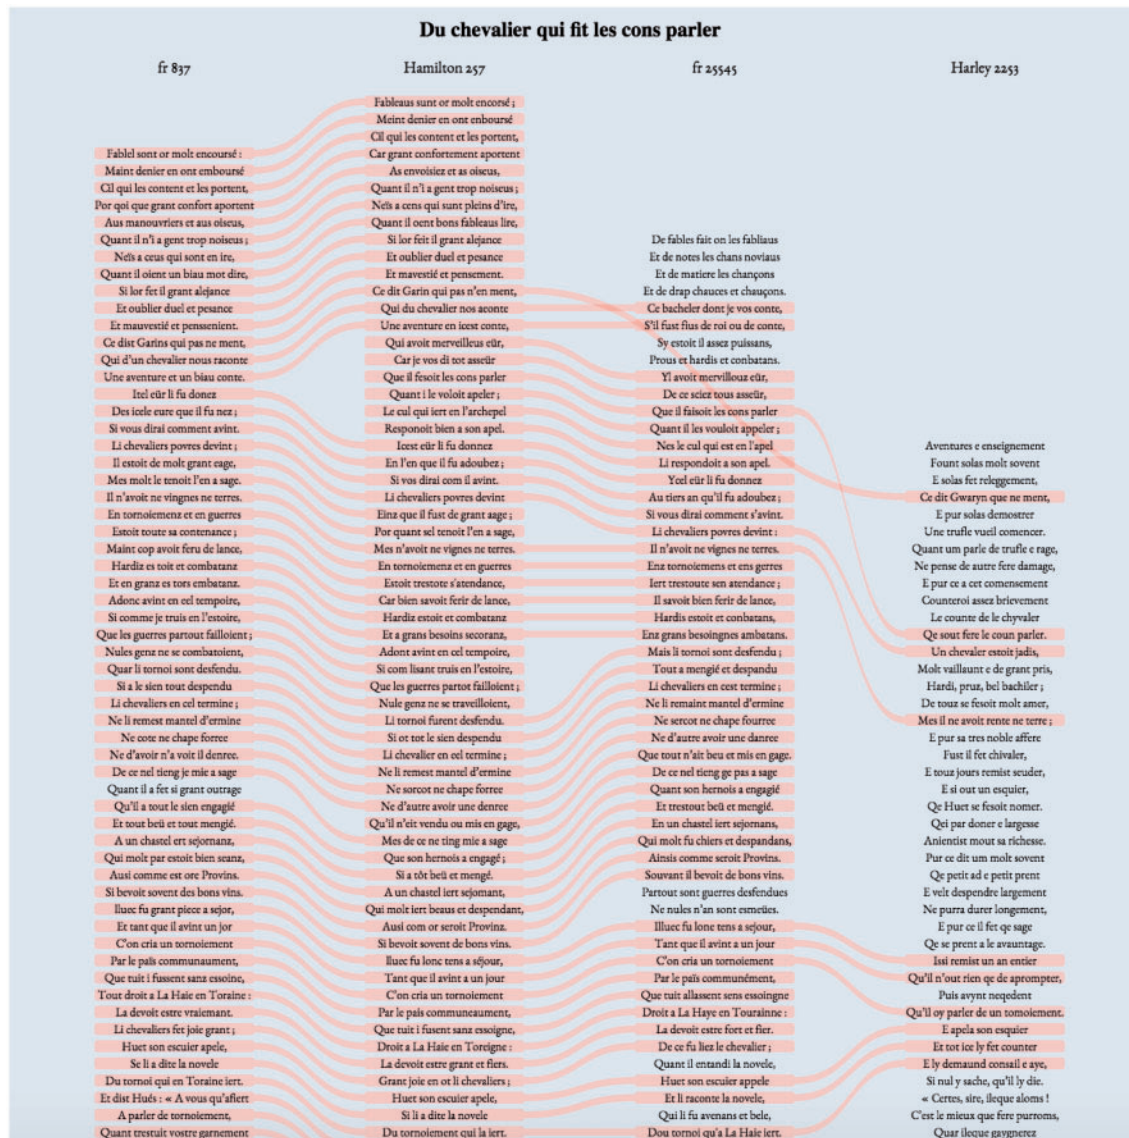 Du chevalier qui fit les cons parler
fr 837
Fablel sont or molt encoursé :
Maint denier en ont emboursé
Cil qui les content et les portent,
Por qoi que grant confort aportent
Aus manouvriers et aus oiseus,
Quant il n'i a gent trop noiseus ;
Neïs a ceus qui sont en ire,
Quant il oient un biau mot dire,
Si lor fet il grant alejance
Et oublier duel et pesance
Et mauvestié et penssenient.
Ce dist Garins qui pas ne ment,
Qui d'un chevalier nous raconte
Une aventure et un biau conte.
Itel eür li fu donez
Des icele eure que il fu nez ;
Si vous dirai comment avint.
Li chevaliers povres devint ;
Il estoit de molt grant eage,
Mes molt le tenoit l'en a sage.
Il n'avoit ne vingnes ne terres.
En tornoiemenz et en guerres
Estoit toute sa contenance ;
Maint cop avoit feru de lance,
Hardiz es toit et combatanz
Et en granz es tors embatanz.
Adonc avint en cel tempoire,
Si comme je truis en l'estoire,
Que les guerres partout failloient ;
Nules genz ne se combatoient,
Quar li tornoi sont desfendu.
Si a le sien tout despendu
Li chevaliers en cel termine ;
Ne li remest mantel d'ermine
Ne cote ne chape forree
Ne d'avoir n'a voit il denree.
De ce nel tieng je mie a sage
Quant il a fet si grant outrage
Qu'il a tout le sien engagié
Et tout beü et tout mengié.
A un chastel ert sejornanz,
Qui molt par estoit bien seanz,
Ausi comme est ore Provins.
Si bevoit sovent des bons vins.
Iluec fu grant piece a sejor,
Et tant que il avint un jor
C'on cria un tornoiement
Par le païs communaument,
Que tuit i fussent sanz essoine,
Tout droit a La Haie en Toraine :
La devoit estre vraiemant.
Li chevaliers fet joie grant ;
Huet son escuier apele,
Se li a dite la novele
Du tornoi qui en Toraine iert.
Et dist Hués : « A vous qu'afiert
A parler de tornoiement,
Quant trestuit vostre garnement
Hamilton 257
Fableaus sunt or molt encorsé ;
Meint denier en ont enboursé
Cil qui les content et les portent,
Car grant confortement aportent
As envoisiez et as oiseus,
Quant il n'i a gent trop noiseus ;
Neïs a cens qui sunt pleins d'ire,
Quant il oent bons fableaus lire,
Si lor feit il grant alejance
Et oublier duel et pesance
Et mavestié et pensement.
Ce dit Garin qui pas n'en ment,
Qui du chevalier nos aconte
Une aventure en icest conte,
Qui avoit merveilleus eür,
Car je vos di tot asseür
Que il fesoit les cons parler
Quant i le voloit apeler ;
Le cul qui iert en l'archepel
Responoit bien a son apel.
Icest eür li fu donnez
En l'en que il fu adoubez ;
Si vos dirai com il avint.
Li chevaliers povres devint
Einz que il fust de grant aage ;
Por quant sel tenoit l'en a sage,
Mes n'avoit ne vignes ne terres.
En tornoiemenz et en guerres
Estoit trestote s'atendance,
Car bien savoit ferir de lance,
Hardiz estoit et combatanz
Et a grans besoins secoranz,
Adont avint en cel tempoire,
Si com lisant truis en l'estoire,
Que les guerres partot failloient ;
Nule genz ne se traveilloient,
Li tornoi furent desfendu.
Si ot tot le sien despendu
Li chevalier en cel termine ;
Ne li remest mantel d'ermine
Ne sorcot ne chape forree
Ne d'autre avoir une denree
Qu'il n'eit vendu ou mis en gage,
Mes de ce ne ting mie a sage
Que son hernois a engagé ;
Si a tôt beü et mengé.
A un chastel iert sejomant,
Qui molt iert beaus et despendant,
Ausi com or seroit Provinz.
Si bevoit sovent de bons vins.
Iluec fu lonc tens a séjour,
Tant que il avint a un jour
C'on cria un tornoiement
Par le païs communeaument,
Que tuit i fusent sanz essoigne,
Droit a La Haie en Toreigne :
La devoit estre grant et fiers.
Grant joie en ot li chevaliers ;
Huet son escuier apele,
Si li a dite la novele
Du tornoiement qui la iert.
fr 25545
De fables fait on les fabliaus
Et de notes les chans noviaus
Et de matiere les chançons
Et de drap chauces et chauçons.
Ce bacheler dont je vos conte,
S'il fust fius de roi ou de conte,
Sy estoit il assez puissans,
Prous et hardis et conbatans.
Yl avoit mervillouz eür,
De ce sciez tous asseür,
Que il faisoit les cons parler
Quant il les vouloit appeler ;
Nes le cul qui est en l'apel
Li respondoit a son apel.
Ycel eür li fu donnez
Au tiers an qu'il fu adoubez ;
Si vous dirai comment s'avint.
Li chevaliers povres devint :
Il n'avoit ne vignes ne terres.
Enz tornoiemens et ens gerres
Iert trestoute sen atendance ;
Il savoit bien ferir de lance,
Hardis estoit et conbatans,
Enz grans besoingnes ambatans.
Mais li tornoi sont desfendu ;
Tout a mengié et despandu
Li chevaliers en cest termine ;
Ne li remaint mantel d'ermine
Ne sercot ne chape fourree
Ne d'autre avoir une danree
Que tout n'ait beu et mis en gage.
De ce nel tieng ge pas a sage
Quant son hernois a engagié
Et trestout beü et mengié.
En un chastel iert sejornans,
Qui molt fu chiers et despandans,
Ainsis comme seroit Provins.
Souvant il bevoit de bons vins.
Partout sont guerres desfendues
Ne nules n'an sont esmeües.
Illuec fu lonc tens a sejour,
Tant que il avint a un jour
C'on cria un tornoiement
Par le païs communément,
Que tuit allassent sens essoingne
Droit a La Haye en Tourainne :
La devoit estre fort et fier.
De ce fu liez le chevalier ;
Quant il entandi la novele,
Huet son escuier appele
Et li raconte la novele,
Qui li fu avenans et bele,
Dou tornoi qu'a La Haie iert.
Harley 2253
Aventures e enseignement
Fount solas molt sovent
E solas fet releggement,
Ce dit Gwaryn que ne ment,
E pur solas demostrer
Une trufle vueil comencer.
Quant um parle de trufle e rage,
Ne pense de autre fere damage,
E pur ce a cet comensement
Counteroi assez brievement
Le counte de le chyvaler
Qe sout fere le coun parler.
Un chevaler estoit jadis,
Molt vaillaunt e de grant pris,
Hardi, pruz, bel bachiler ;
De touz se fesoit molt amer,
Mes il ne avoit rente ne terre ;
E pur sa tres noble affere
Fust il fet chivaler,
E touz jours remist seuder,
E si out un esquier,
Qe Huet se fesoit nomer.
Qei par doner e largesse
Anientist mout sa richesse.
Pur ce dit um molt sovent
Qe petit ad e petit prent
E velt despendre largement
Ne purra durer longement,
E pur ce il fet qe sage
Qe se prent a le avauntage.
Issi remist un an entier
Qu'il n'out rien qe de aprompter,
Puis avynt neqedent
Qu'il oy parler de un tomoiement.
E apela son esquier
Et tot ice ly fet counter
E ly demaund consail e aye,
Si nul y sache, qu'il ly die.
« Certes, sire, ileque aloms !
C'est le mieux que fere purroms,
Quar ileque gaygnerez